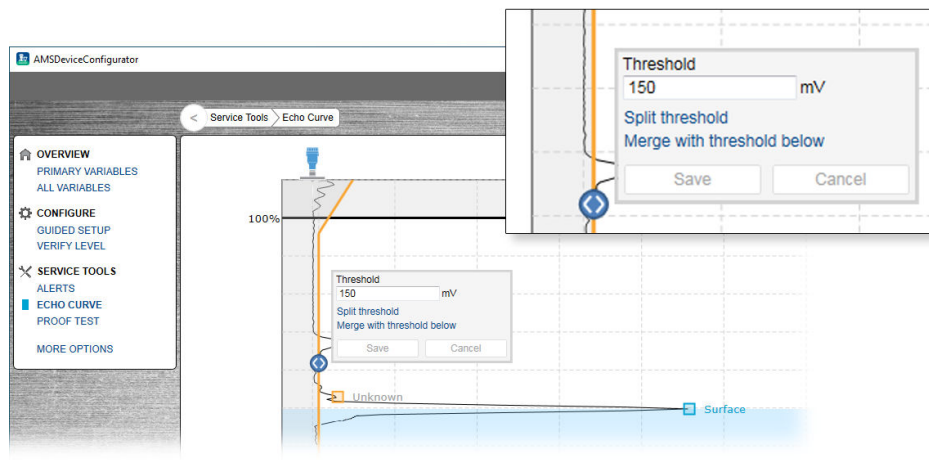 AMSDeviceConfigurator
< Service Tools > Echo Curve
OVERVIEW
PRIMARY VARIABLES
ALL VARIABLES
CONFIGURE
GUIDED SETUP
VERIFY LEVEL
SERVICE TOOLS
ALERTS
ECHO CURVE
PROOF TEST
MORE OPTIONS
100%
Threshold
150 mV
Split threshold
Merge with threshold below
Save Cancel
Unknown
Surface
Threshold
150 mV
Split threshold
Merge with threshold below
Save Cancel